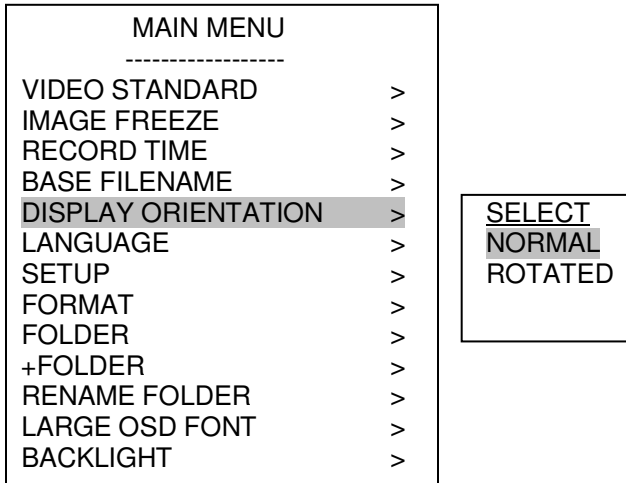 MAIN MENU
------------------
VIDEO STANDARD >
IMAGE FREEZE >
RECORD TIME >
BASE FILENAME >
DISPLAY ORIENTATION >
LANGUAGE >
SETUP >
FORMAT >
FOLDER >
+FOLDER >
RENAME FOLDER >
LARGE OSD FONT >
BACKLIGHT >
SELECT
NORMAL
ROTATED